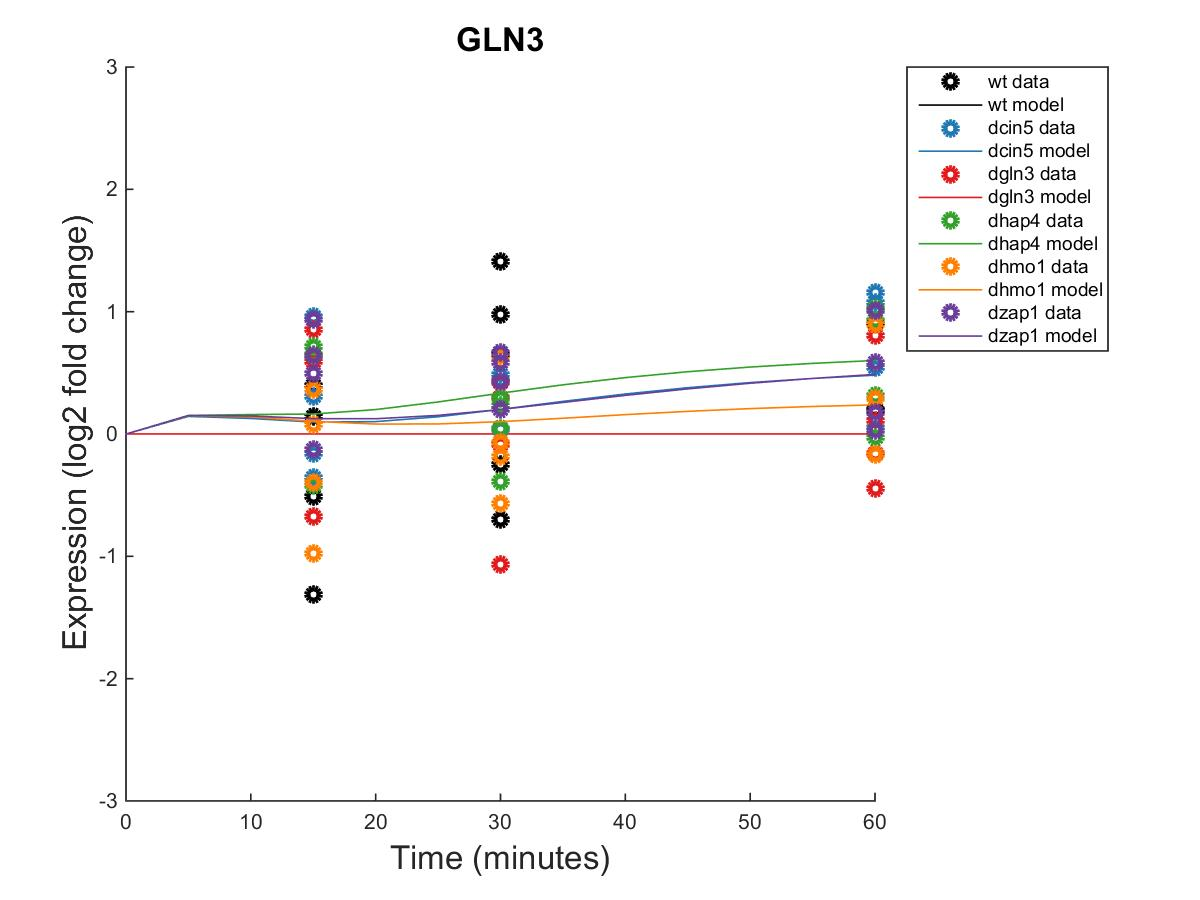 GLN3
3
2
1
0
-1
-2
-3
0 10 20 30 40 50 60
Expression (log2 fold change)
Time (minutes)
wt data
wt model
dcin5 data
dcin5 model
dgln3 data
dgln3 model
dhap4 data
dhap4 model
dhmo1 data
dhmo1 model
dzap1 data
dzap1 model